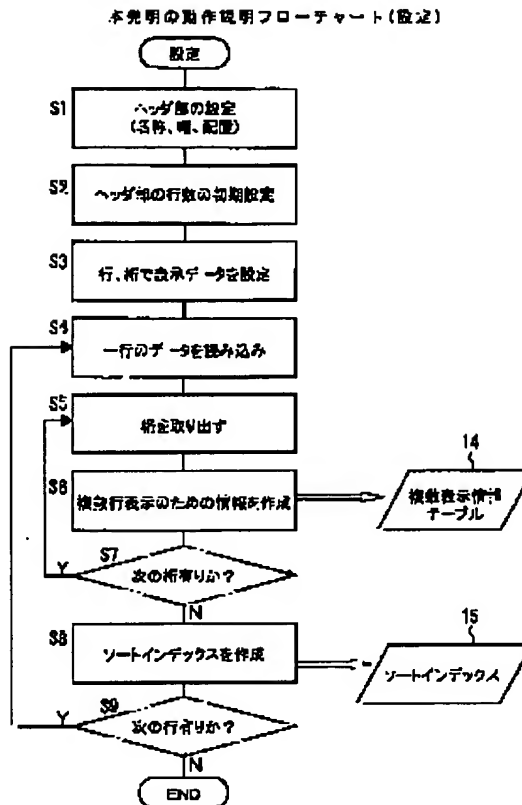 本発明の動作説明フローチャート(設定)
設定
S1
ヘッダ部の設定
(名称、幅、配置)
S2
ヘッダ部の行数の初期設定
S3
行、桁で表示データを設定
S4
一行のデータを読み込み
S5
桁を取り出す
S6
複数行表示のための情報を作成
14
複数表示情報
テーブル
S7
次の桁有りか?
Y
N
S8
ソートインデックスを作成
15
ソートインデックス
S9
次の行有りか?
Y
N
END